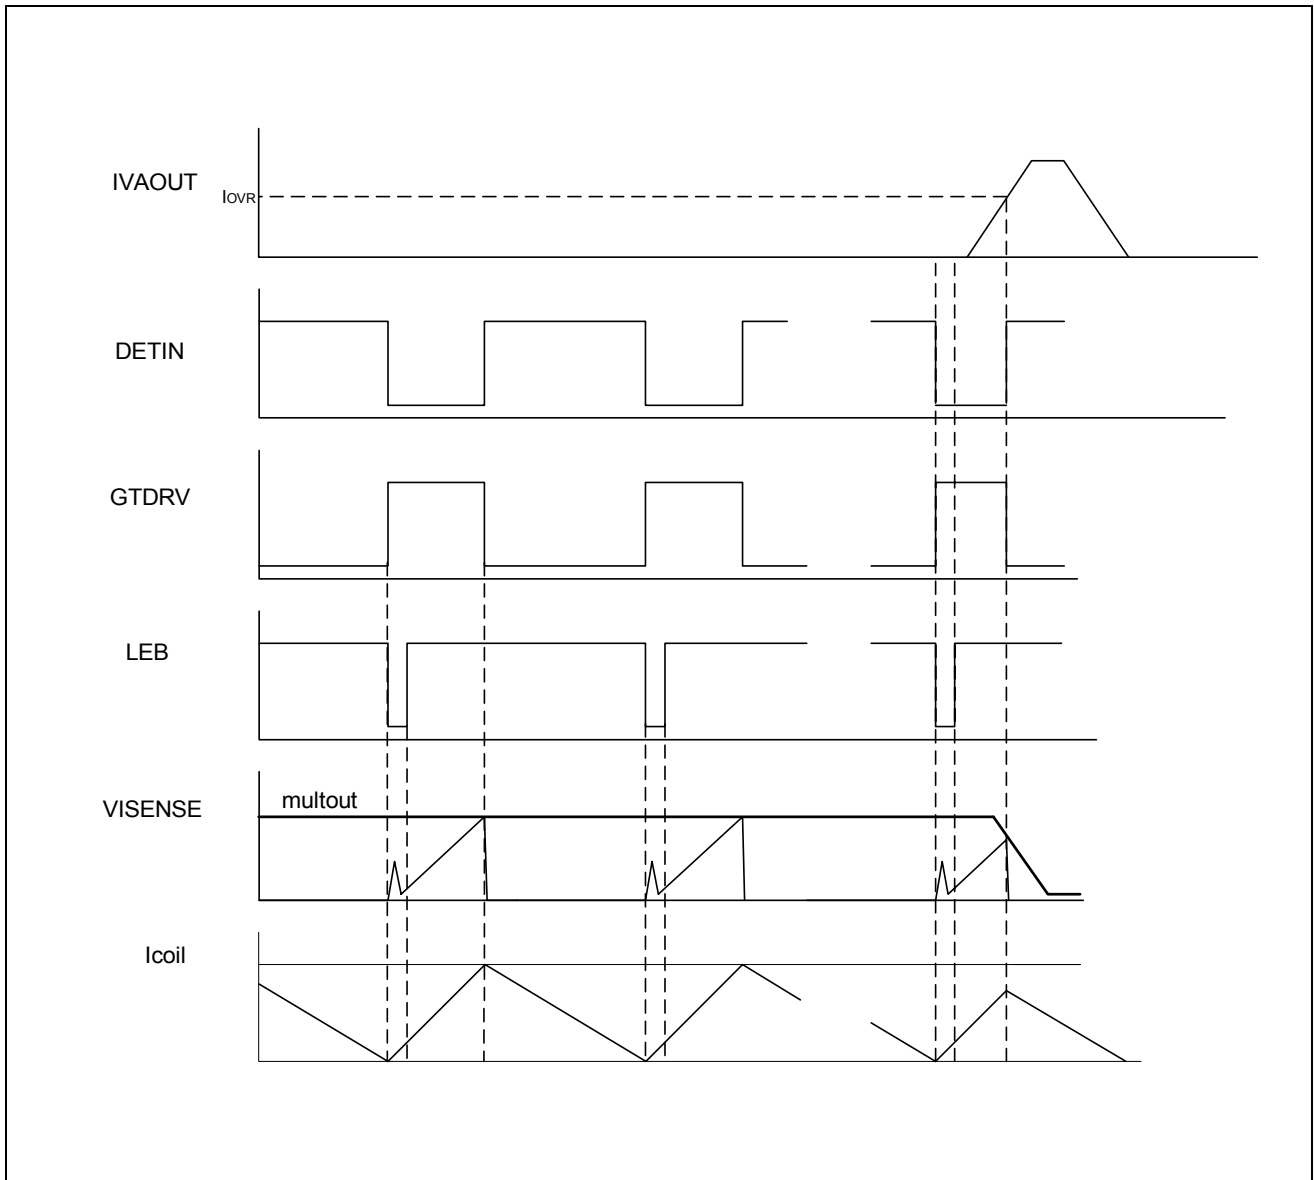 IVAOUT
IOVR
DETIN
GTDRV
LEB
VISENSE
multout
Icoil